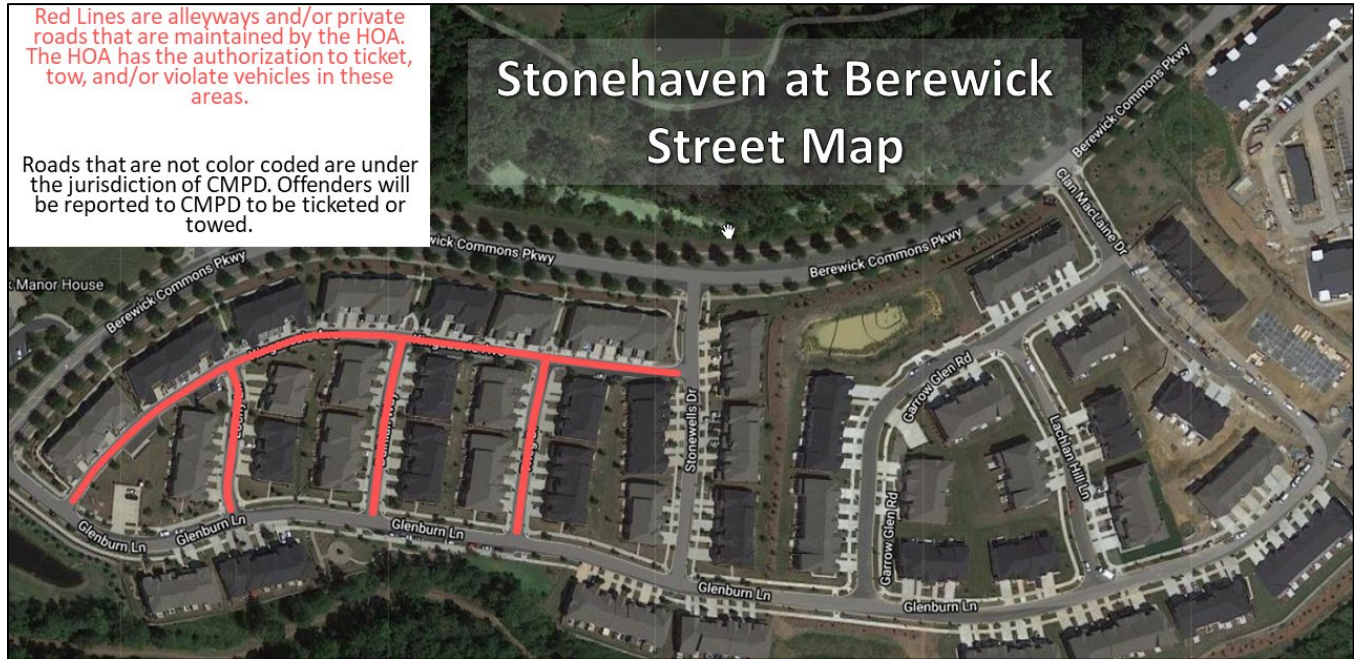 Red Lines are alleyways and/or private
roads that are maintained by the HOA.
The HOA has the authorization to ticket,
tow, and/or violate vehicles in these
areas.
Roads that are not color coded are under
the jurisdiction of CMPD. Offenders will
be reported to CMPD to be ticketed or
towed.
Stonehaven at Berewick
Street Map
Berewick Commons Pkwy
Clan MacLaine Dr
Commons Pkwy
Berewick Commons Pkwy
Manor House
Berewick Commons Pkwy
Garrow Glen Rd
Stonewells Dr
Lachlan Hill Ln
Garrow Glen Rd
Glenburn Ln
Glenburn Ln
Glenburn Ln
Glenburn Ln
Glenburn Ln